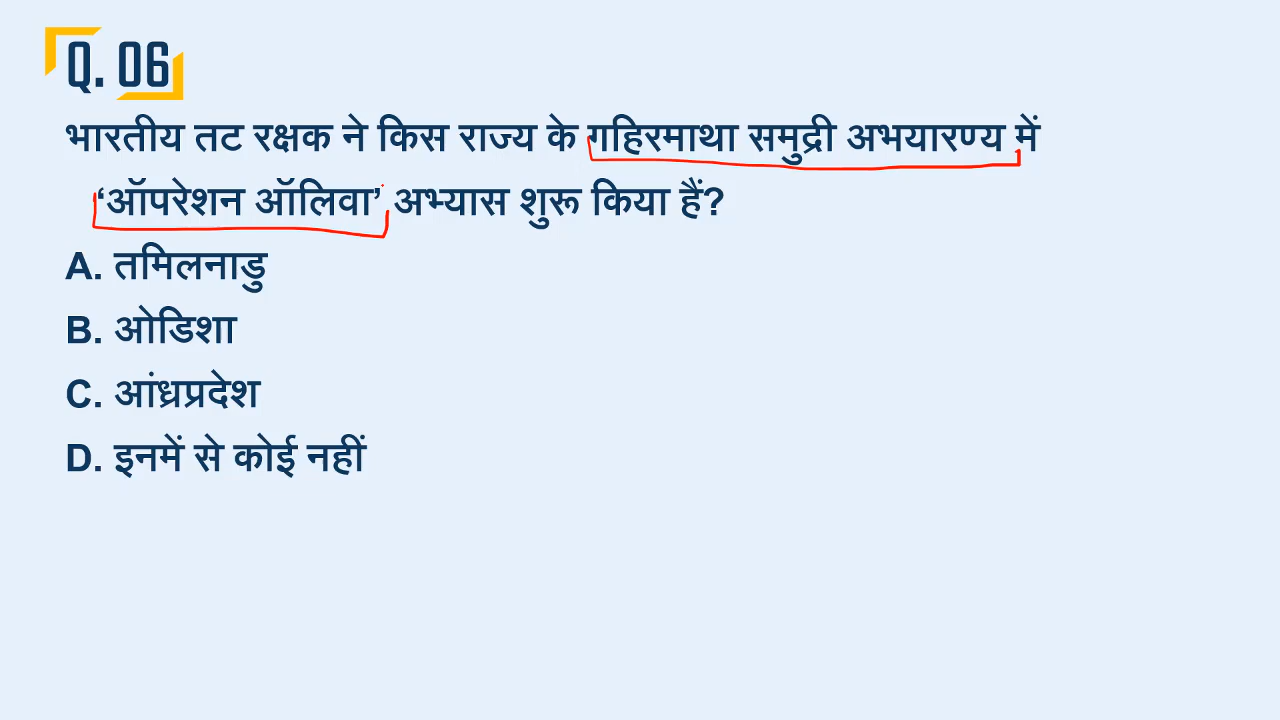 Q. 06
भारतीय तट रक्षक ने किस राज्य के गहिरमाथा समुद्री अभयारण्य में
‘ऑपरेशन ऑलिवा’ अभ्यास शुरू किया हैं?
A. तमिलनाडु
B. ओडिशा
C. आंध्रप्रदेश
D. इनमें से कोई नहीं